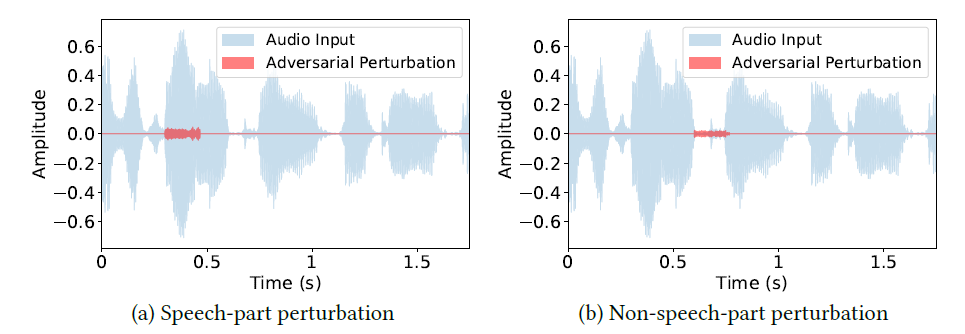 Audio Input
Adversarial Perturbation
0.6
0.4
0.2
0.0
−0.2
−0.4
−0.6
Amplitude
0
0.5
1
1.5
Time (s)
(a) Speech-part perturbation
Audio Input
Adversarial Perturbation
0.6
0.4
0.2
0.0
−0.2
−0.4
−0.6
Amplitude
0
0.5
1
1.5
Time (s)
(b) Non-speech-part perturbation